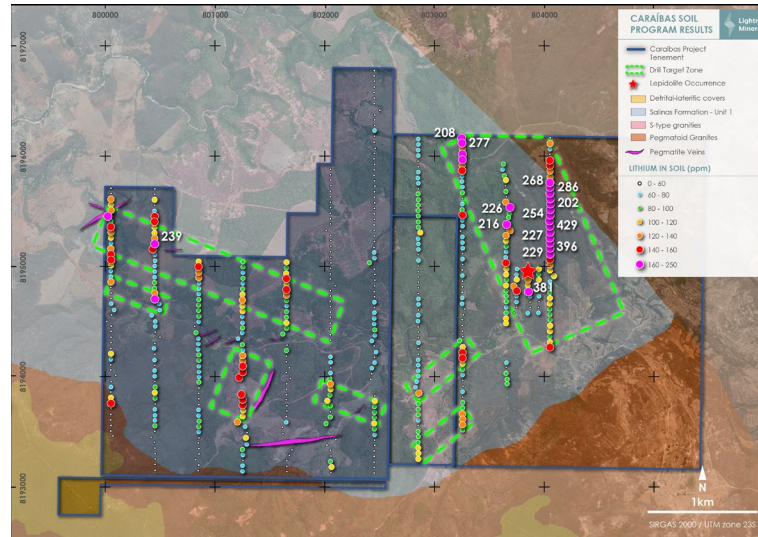 800000
801000
802000
803000
804000
8197000
8196000
8195000
8194000
8193000
CARAÍBAS SOIL
PROGRAM RESULTS
Caraíbas Project
Tenement
Drill Target Zone
Lepidolite Occurrence
Detrital-lateritic covers
Salinas Formation - Unit 1
S-type granities
Pegmatoid Granites
Pegmatite Veins
LITHIUM IN SOIL (ppm)
0 - 60
60 - 80
80 - 100
100 - 120
120 - 140
140 - 160
160 - 250
208
277
268
286
202
226
254
429
216
227
396
229
381
239
N
1km
SIRGAS 2000 / UTM zone 23S